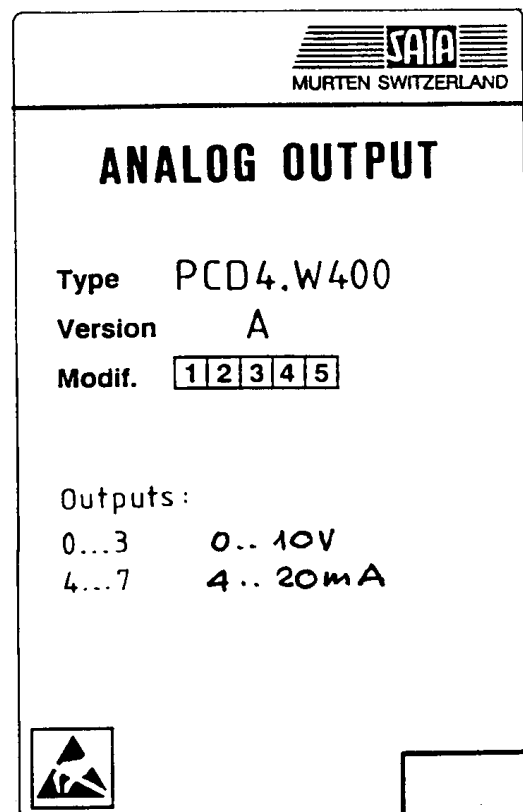 SAIA
MURTEN SWITZERLAND
ANALOG OUTPUT
Type PCD4.W400
Version A
Modif. 1 2 3 4 5
Outputs:
0...3 0.. 10V
4...7 4.. 20mA